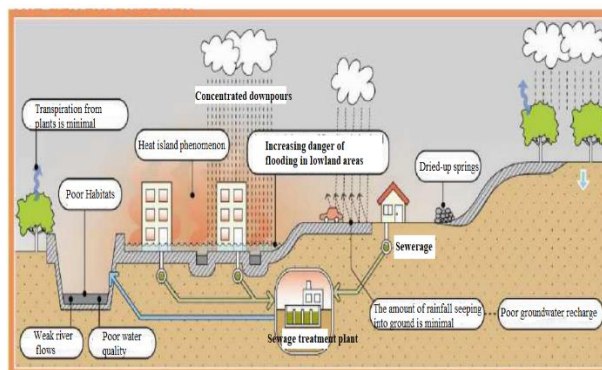 Concentrated downpours
Transpiration from
plants is minimal
Heat island phenomenon
Increasing danger of
flooding in lowland areas
Poor Habitats
Dried-up springs
Sewerage
The amount of rainfall seeping
into ground is minimal
Poor groundwater recharge
Weak river
flows
Poor water
quality
Sewage treatment plant